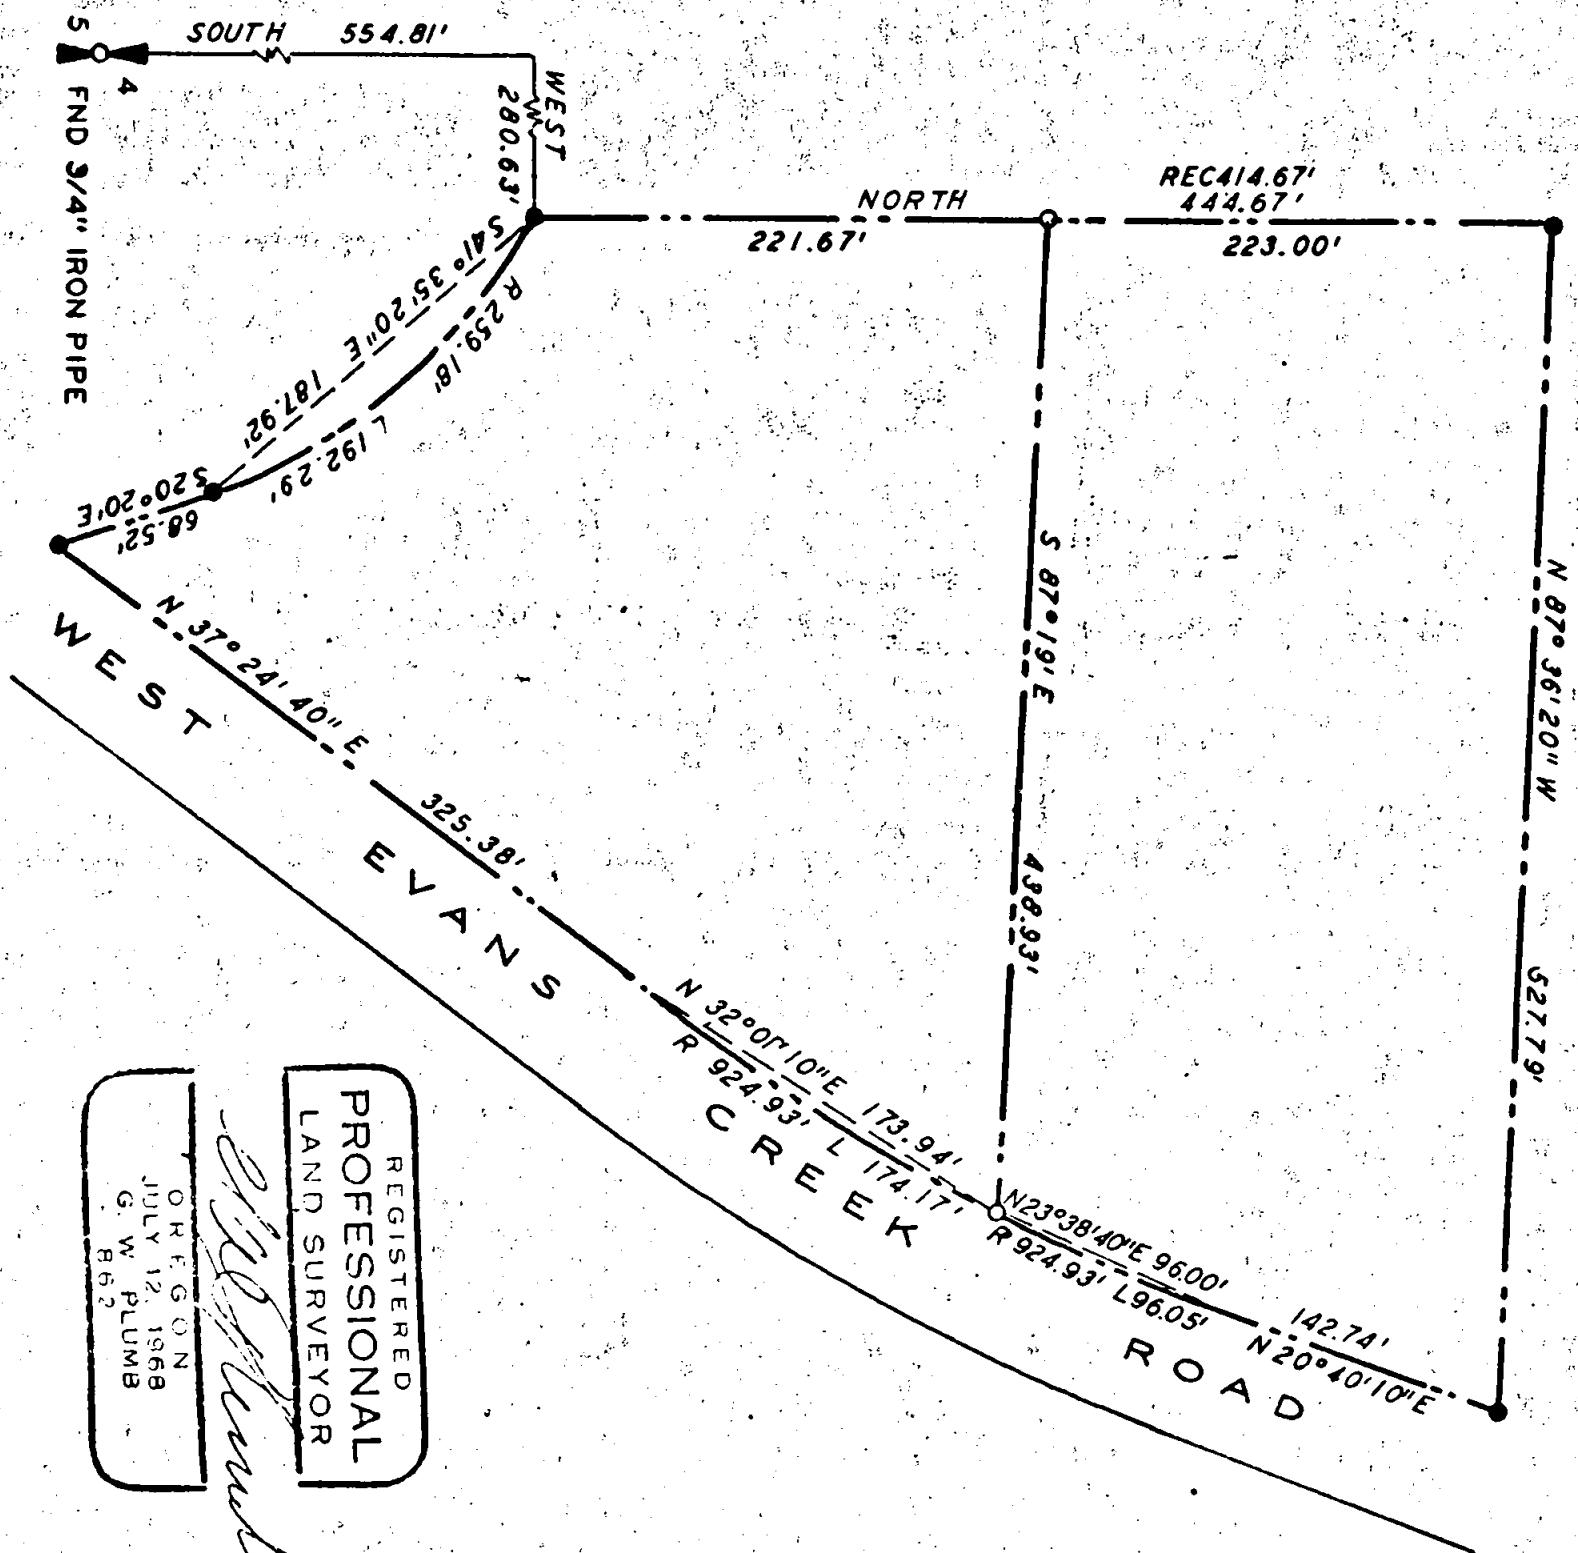 SOUTH 554.81'
5
4
FND 3/4" IRON PIPE
WEST
280.63'
NORTH
221.67'
REC414.67'
444.67'
223.00'
S41°35'20"E 187.92'
R 259.18' L 192.29'
S20°20'E
68.52'
N 37°24'40" E 325.38'
S 87°19'E 438.93'
N 87°36'20" W 527.79'
N 32°01'10"E 173.94'
R 924.93' L 174.17'
N23°38'40"E 96.00'
R 924.93' L96.05'
142.74'
N 20°40'10"E
WEST EVANS CREEK ROAD
REGISTERED
PROFESSIONAL
LAND SURVEYOR
OREGON
JULY 12, 1968
G. W. PLUMB
862